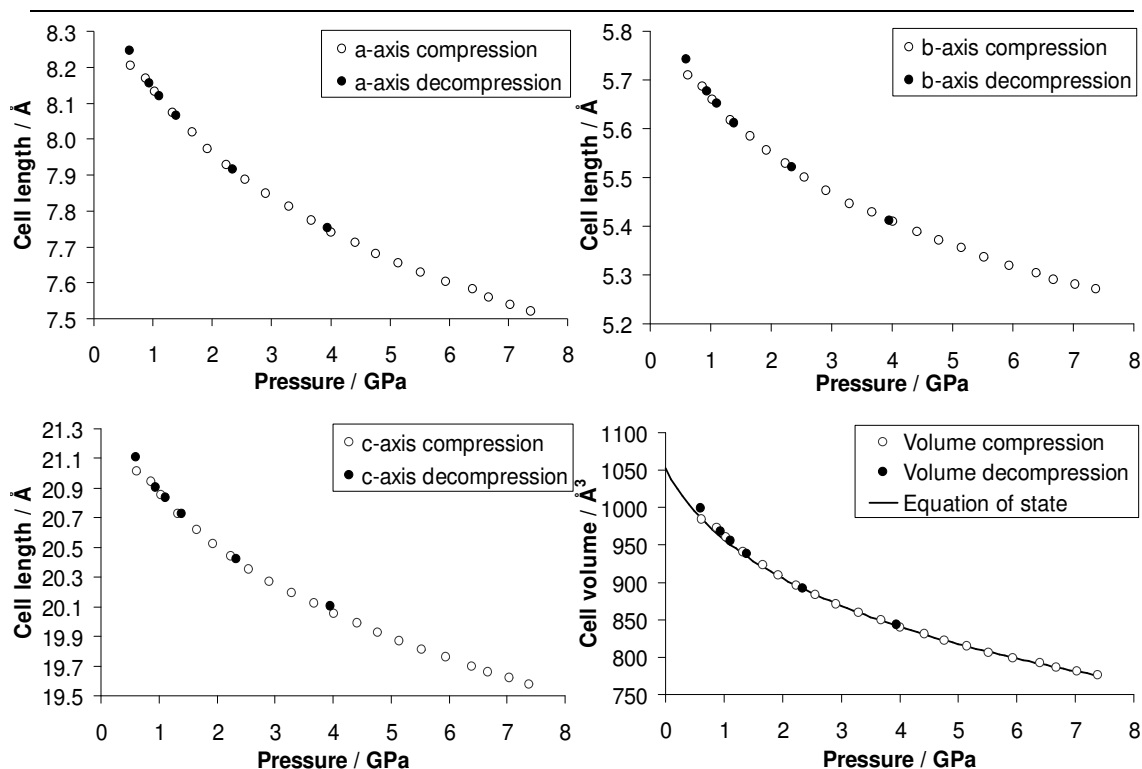 8.3
8.2
8.1
8.0
7.9
7.8
7.7
7.6
7.5
Cell length / Å
a-axis compression
a-axis decompression
0 1 2 3 4 5 6 7 8
Pressure / GPa
5.8
5.7
5.6
5.5
5.4
5.3
5.2
Cell length / Å
b-axis compression
b-axis decompression
0 1 2 3 4 5 6 7 8
Pressure / GPa
21.3
21.1
20.9
20.7
20.5
20.3
20.1
19.9
19.7
19.5
Cell length / Å
c-axis compression
c-axis decompression
0 1 2 3 4 5 6 7 8
Pressure / GPa
1100
1050
1000
950
900
850
800
750
Cell volume / Å³
Volume compression
Volume decompression
Equation of state
0 1 2 3 4 5 6 7 8
Pressure / GPa